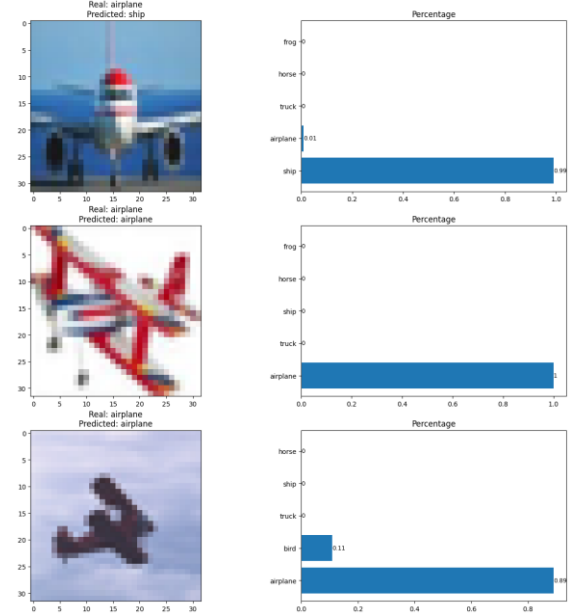 Real: airplane
Predicted: ship
0
5
10
15
20
25
30
0 5 10 15 20 25 30
Percentage
frog 0
horse 0
truck 0
airplane 0.01
ship 0.99
0.0 0.2 0.4 0.6 0.8 1.0
Real: airplane
Predicted: airplane
0
5
10
15
20
25
30
0 5 10 15 20 25 30
Percentage
frog 0
horse 0
ship 0
truck 0
airplane 1
0.0 0.2 0.4 0.6 0.8 1.0
Real: airplane
Predicted: airplane
0
5
10
15
20
25
30
0 5 10 15 20 25 30
Percentage
horse 0
ship 0
truck 0
bird 0.11
airplane 0.89
0.0 0.2 0.4 0.6 0.8